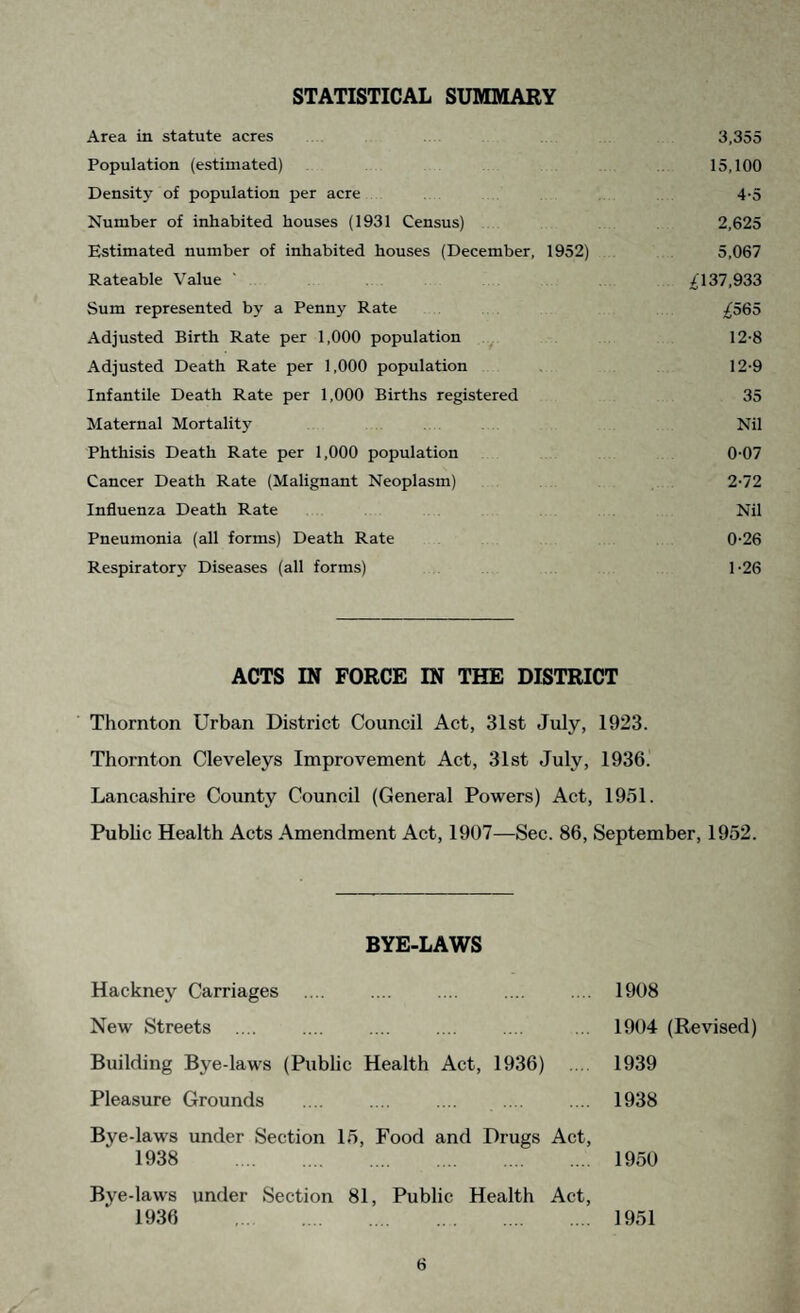 STATISTICAL SUMMARY
Area in statute acres .... .... .... 3,355
Population (estimated) .... .... 15,100
Density of population per acre .... .... 4·5
Number of inhabited houses (1931 Census) .... 2,625
Estimated number of inhabited houses (December, 1952) 5,067
Rateable Value .... .... £137,933
Sum represented by a Penny Rate .... £565
Adjusted Birth Rate per 1,000 population .... 12·8
Adjusted Death Rate per 1,000 population .... 12·9
Infantile Death Rate per 1,000 Births registered 35
Maternal Mortality .... .... Nil
Phthisis Death Rate per 1,000 population .... 0·07
Cancer Death Rate (Malignant Neoplasm) .... 2·72
Influenza Death Rate .... .... Nil
Pneumonia (all forms) Death Rate .... 0·26
Respiratory Diseases (all forms) .... 1·26
ACTS IN FORCE IN THE DISTRICT
Thornton Urban District Council Act, 31st July, 1923.
Thornton Cleveleys Improvement Act, 31st July, 1936.
Lancashire County Council (General Powers) Act, 1951.
Public Health Acts Amendment Act, 1907—Sec. 86, September, 1952.
BYE-LAWS
Hackney Carriages .... .... .... .... .... 1908
New Streets .... .... .... .... .... ... 1904 (Revised)
Building Bye-laws (Public Health Act, 1936) .... 1939
Pleasure Grounds .... .... .... .... .... 1938
Bye-laws under Section 15, Food and Drugs Act,
1938 .... .... .... .... .... .... 1950
Bye-laws under Section 81, Public Health Act,
1936 .... .... .... .... .... .... 1951
6